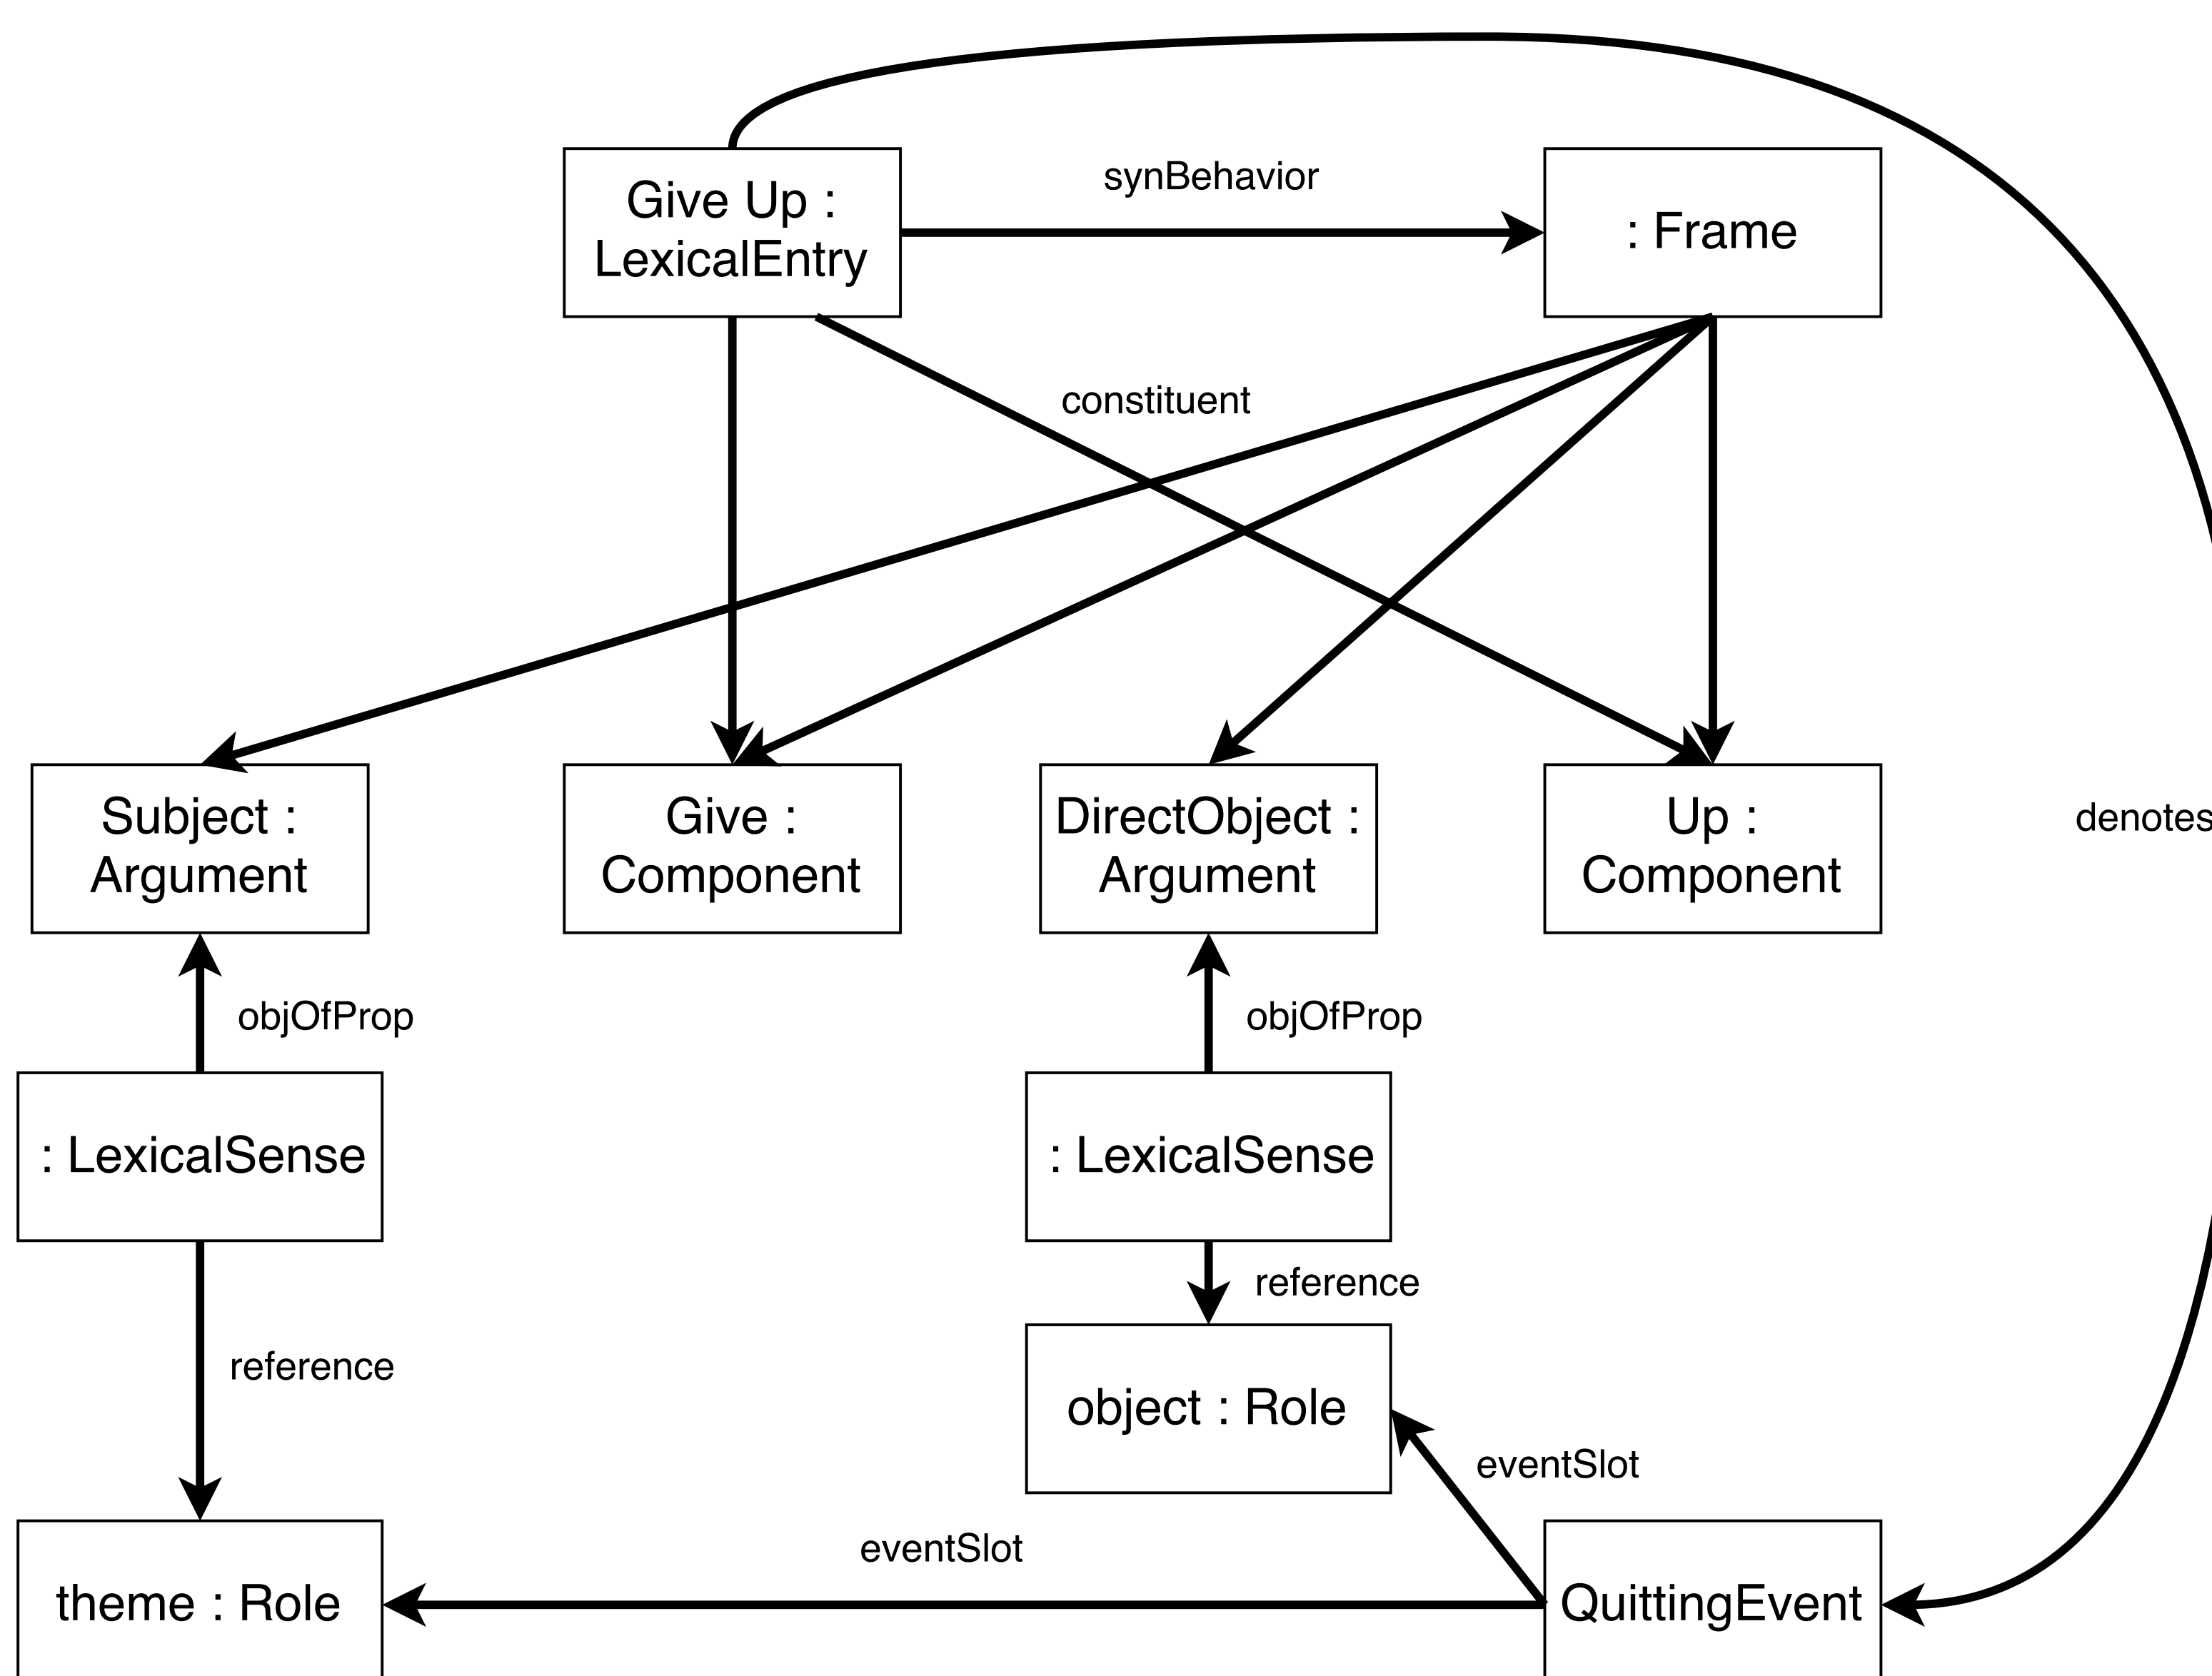 synBehavior
Give Up :
LexicalEntry
: Frame
constituent
Subject :
Argument
Give :
Component
DirectObject :
Argument
Up :
Component
denotes
objOfProp
objOfProp
: LexicalSense
: LexicalSense
reference
reference
object : Role
eventSlot
eventSlot
theme : Role
QuittingEvent